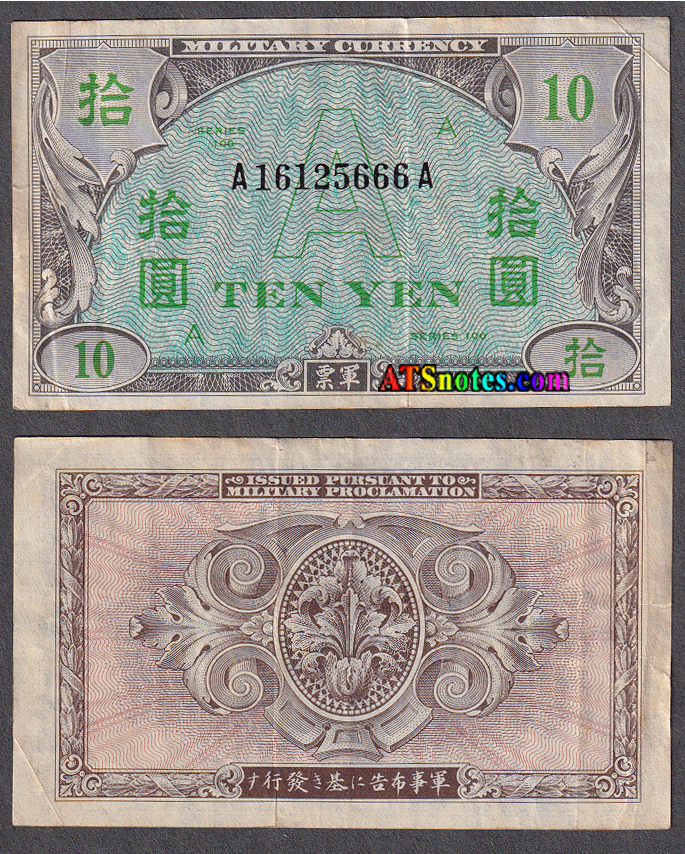 MILITARY CURRENCY
拾
10
SERIES
100
A
A
A
A16125666A
拾
圓
TEN YEN
拾
圓
A
SERIES 100
10
票軍
拾
ATSnotes.com
ISSUED PURSUANT TO
MILITARY PROCLAMATION
す行發き基に告布事軍